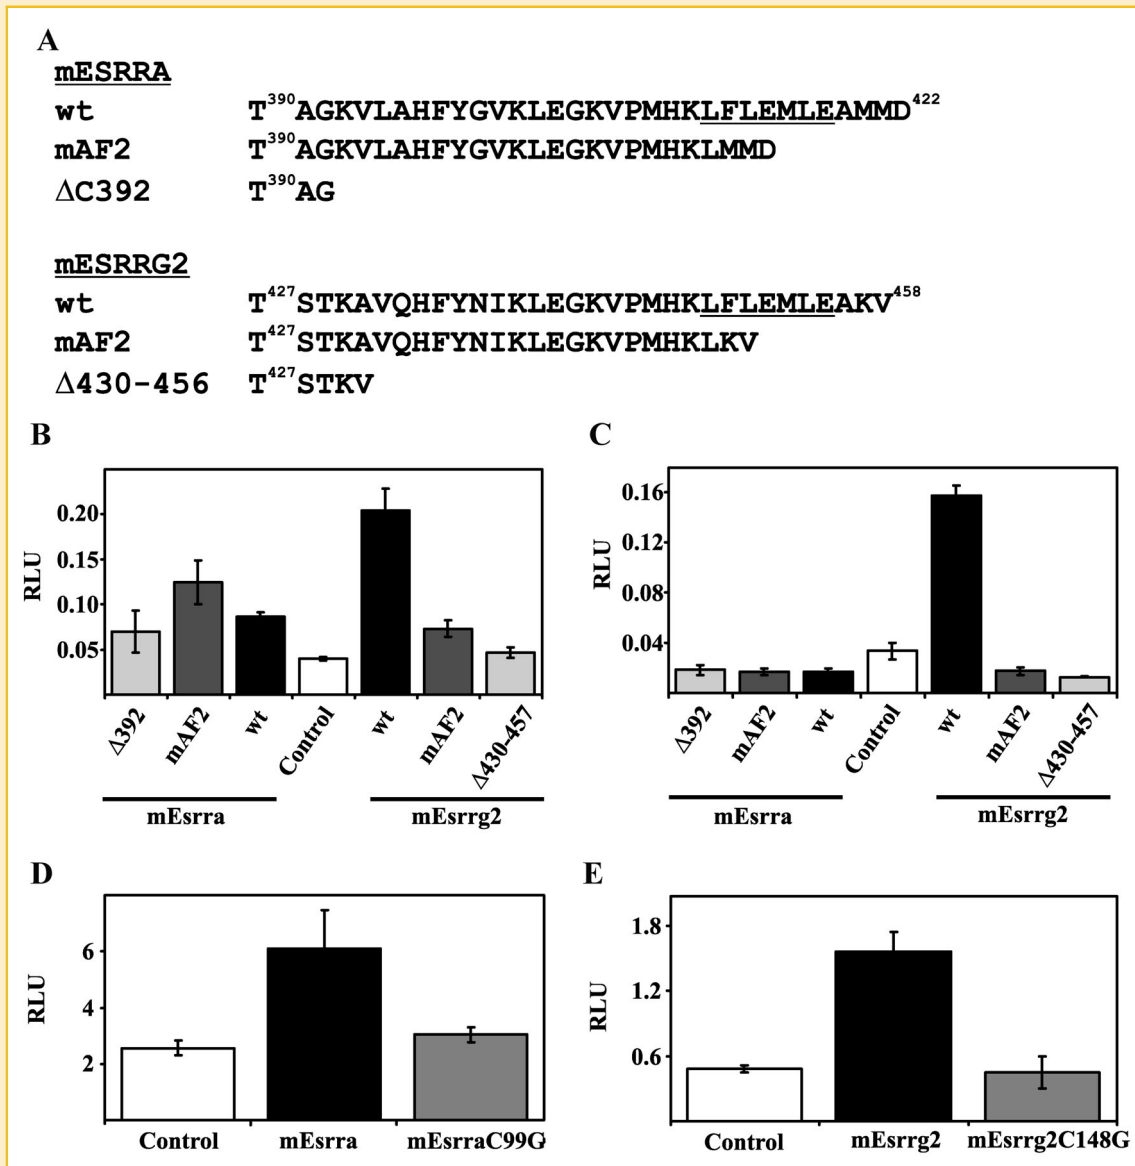 A
mESRRA
wt T³⁹⁰AGKVLAHFYGVKLEGKVPMHKLFLEMLEAMMD⁴²²
mAF2 T³⁹⁰AGKVLAHFYGVKLEGKVPMHKLMMD
ΔC392 T³⁹⁰AG
mESRRG2
wt T⁴²⁷STKAVQHFYNIKLEGKVPMHKLFLEMLEAKV⁴⁵⁸
mAF2 T⁴²⁷STKAVQHFYNIKLEGKVPMHKLKV
Δ430-456 T⁴²⁷STKV
B
RLU
0.20
0.15
0.10
0.05
Δ392 mAF2 wt Control wt mAF2 Δ430-457
mEsrra mEsrrg2
C
RLU
0.16
0.12
0.08
0.04
Δ392 mAF2 wt Control wt mAF2 Δ430-457
mEsrra mEsrrg2
D
RLU
6
4
2
Control mEsrra mEsrraC99G
E
RLU
1.8
1.2
0.6
Control mEsrrg2 mEsrrg2C148G